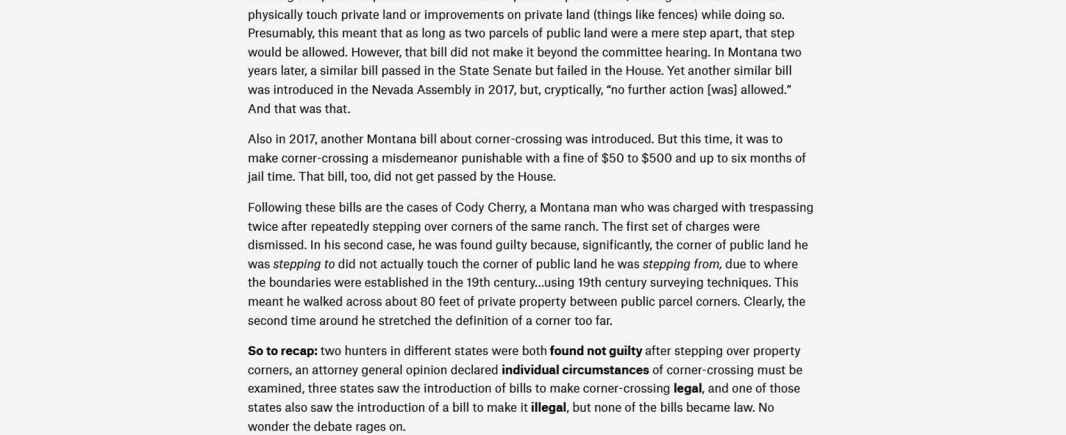 physically touch private land or improvements on private land (things like fences) while doing so.
Presumably, this meant that as long as two parcels of public land were a mere step apart, that step
would be allowed. However, that bill did not make it beyond the committee hearing. In Montana two
years later, a similar bill passed in the State Senate but failed in the House. Yet another similar bill
was introduced in the Nevada Assembly in 2017, but, cryptically, “no further action [was] allowed.”
And that was that.
Also in 2017, another Montana bill about corner-crossing was introduced. But this time, it was to
make corner-crossing a misdemeanor punishable with a fine of $50 to $500 and up to six months of
jail time. That bill, too, did not get passed by the House.
Following these bills are the cases of Cody Cherry, a Montana man who was charged with trespassing
twice after repeatedly stepping over corners of the same ranch. The first set of charges were
dismissed. In his second case, he was found guilty because, significantly, the corner of public land he
was stepping to did not actually touch the corner of public land he was stepping from, due to where
the boundaries were established in the 19th century...using 19th century surveying techniques. This
meant he walked across about 80 feet of private property between public parcel corners. Clearly, the
second time around he stretched the definition of a corner too far.
So to recap: two hunters in different states were both found not guilty after stepping over property
corners, an attorney general opinion declared individual circumstances of corner-crossing must be
examined, three states saw the introduction of bills to make corner-crossing legal, and one of those
states also saw the introduction of a bill to make it illegal, but none of the bills became law. No
wonder the debate rages on.